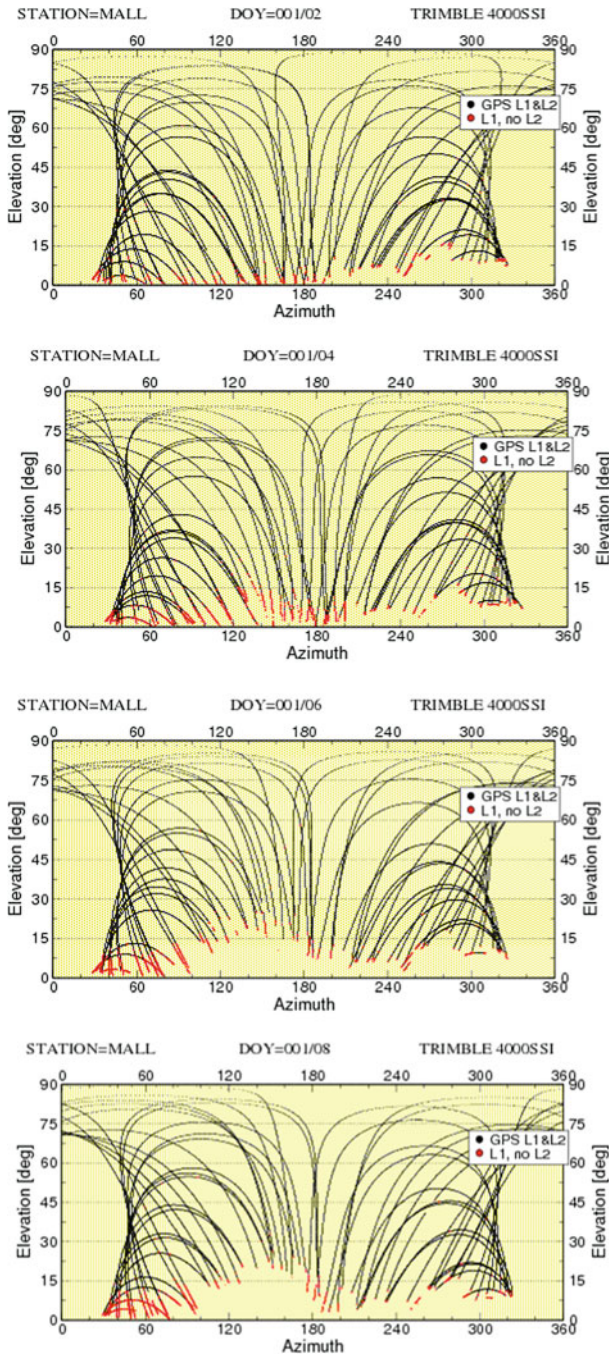 STATION=MALL DOY=001/02 TRIMBLE 4000SSI
0 60 120 180 240 300 360
90 90
75 75
GPS L1&L2
L1, no L2
60 60
45 45
30 30
15 15
0 0
Elevation [deg] Elevation [deg]
0 60 120 180 240 300 360
Azimuth
STATION=MALL DOY=001/04 TRIMBLE 4000SSI
0 60 120 180 240 300 360
90 90
75 75
GPS L1&L2
L1, no L2
60 60
45 45
30 30
15 15
0 0
Elevation [deg] Elevation [deg]
0 60 120 180 240 300 360
Azimuth
STATION=MALL DOY=001/06 TRIMBLE 4000SSI
0 60 120 180 240 300 360
90 90
75 75
GPS L1&L2
L1, no L2
60 60
45 45
30 30
15 15
0 0
Elevation [deg] Elevation [deg]
0 60 120 180 240 300 360
Azimuth
STATION=MALL DOY=001/08 TRIMBLE 4000SSI
0 60 120 180 240 300 360
90 90
75 75
GPS L1&L2
L1, no L2
60 60
45 45
30 30
15 15
0 0
Elevation [deg] Elevation [deg]
0 60 120 180 240 300 360
Azimuth